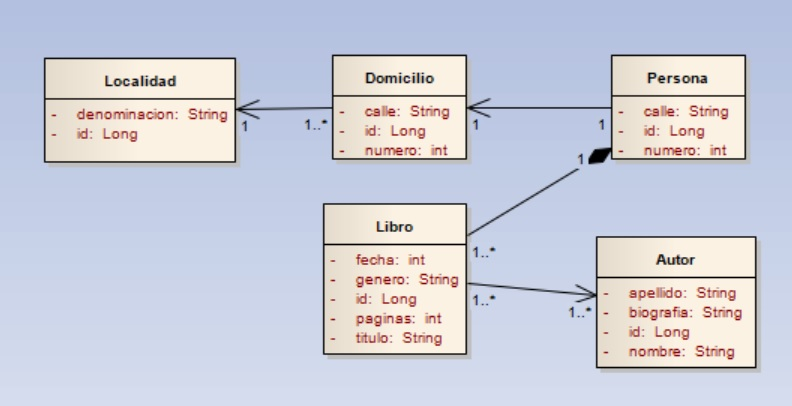 Localidad
- denominacion: String
- id: Long
1
1..*
Domicilio
- calle: String
- id: Long
- numero: int
1
1
Persona
- calle: String
- id: Long
- numero: int
1
Libro
- fecha: int
- genero: String
- id: Long
- paginas: int
- titulo: String
1..*
1..*
1..*
Autor
- apellido: String
- biografia: String
- id: Long
- nombre: String